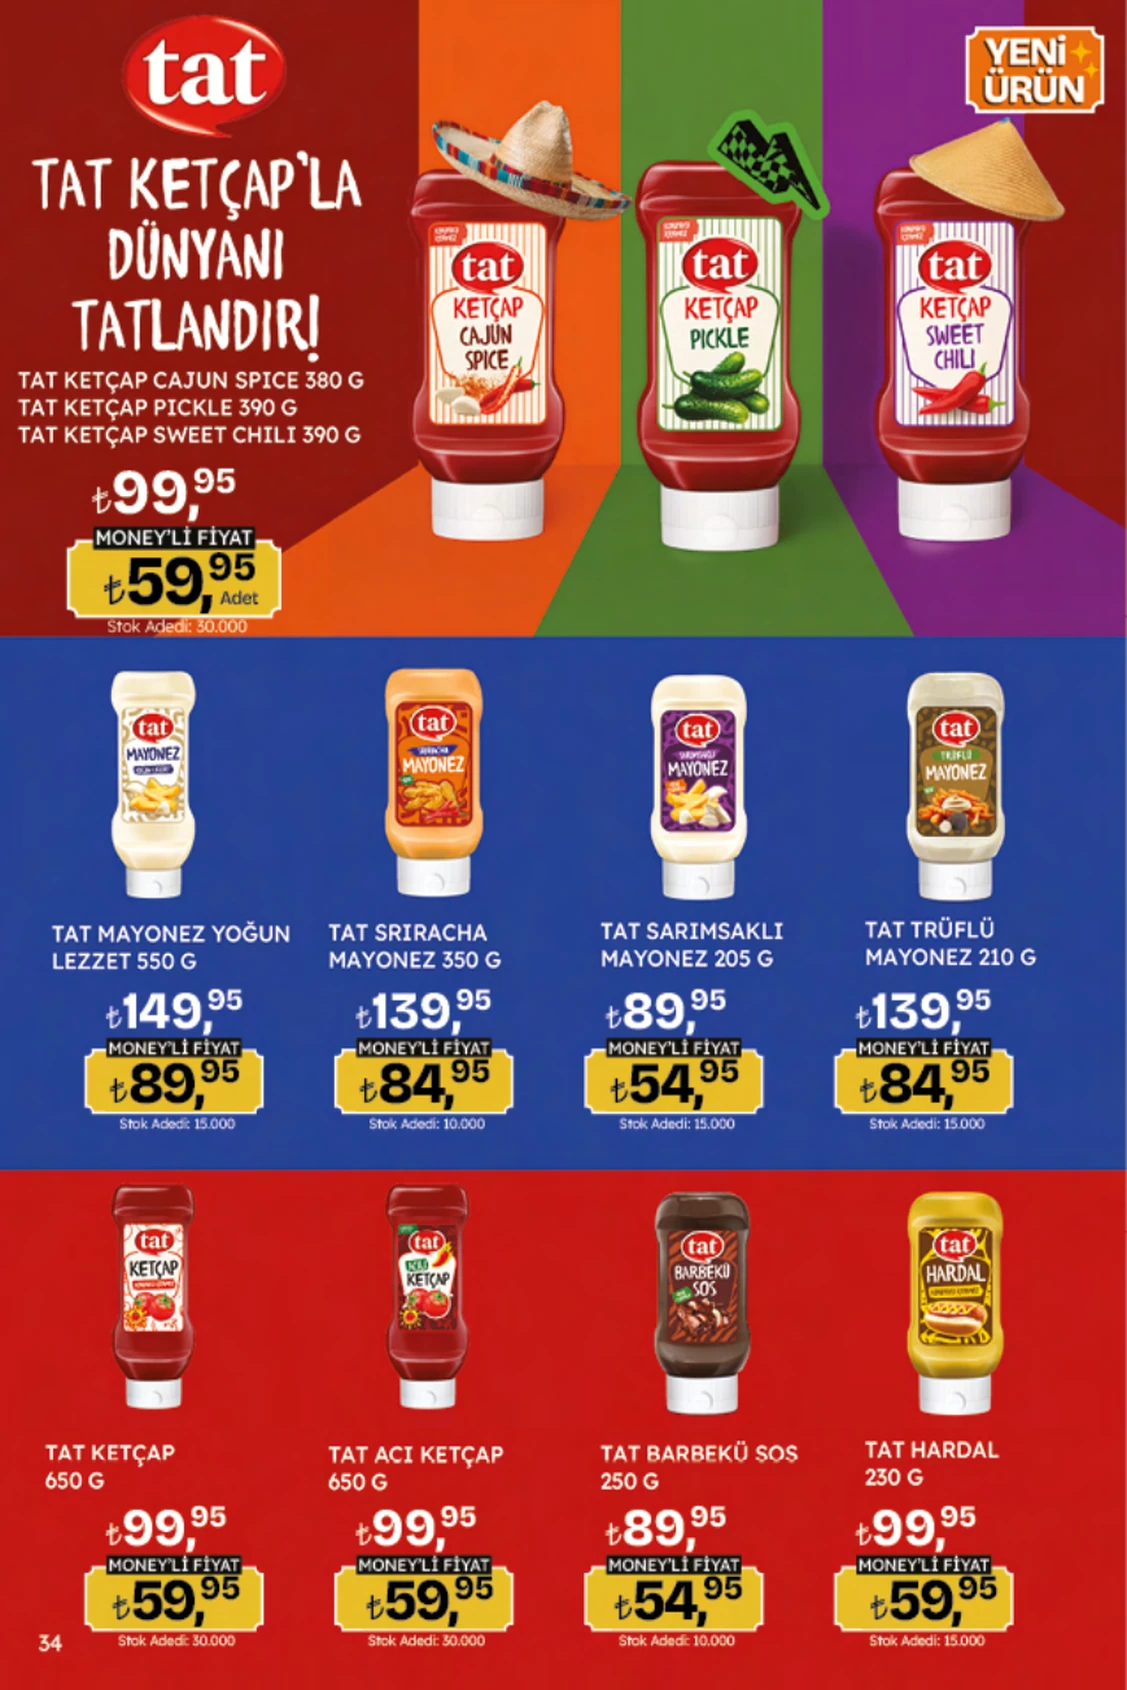 tat
YENİ
ÜRÜN
TAT KETÇAP'LA
DÜNYANI
TATLANDIR!
TAT KETÇAP CAJUN SPICE 380 G
TAT KETÇAP PICKLE 390 G
TAT KETÇAP SWEET CHILI 390 G
₺99,95
MONEY'Lİ FİYAT
₺59,95
Adet
Stok Adedi: 30.000
tat
KETÇAP
CAJUN
SPICE
tat
KETÇAP
PICKLE
tat
KETÇAP
SWEET
CHILI
tat
MAYONEZ
tat
SRIRACHA
MAYONEZ
tat
SARIMSAKLI
MAYONEZ
tat
TRÜFLÜ
MAYONEZ
TAT MAYONEZ YOĞUN
LEZZET 550 G
₺149,95
MONEY'Lİ FİYAT
₺89,95
Stok Adedi: 15.000
TAT SRIRACHA
MAYONEZ 350 G
₺139,95
MONEY'Lİ FİYAT
₺84,95
Stok Adedi: 10.000
TAT SARIMSAKLI
MAYONEZ 205 G
₺89,95
MONEY'Lİ FİYAT
₺54,95
Stok Adedi: 15.000
TAT TRÜFLÜ
MAYONEZ 210 G
₺139,95
MONEY'Lİ FİYAT
₺84,95
Stok Adedi: 15.000
tat
KETÇAP
tat
ACILI
KETÇAP
tat
BARBEKÜ
SOS
tat
HARDAL
TAT KETÇAP
650 G
₺99,95
MONEY'Lİ FİYAT
₺59,95
Stok Adedi: 30.000
TAT ACI KETÇAP
650 G
₺99,95
MONEY'Lİ FİYAT
₺59,95
Stok Adedi: 30.000
TAT BARBEKÜ SOS
250 G
₺89,95
MONEY'Lİ FİYAT
₺54,95
Stok Adedi: 10.000
TAT HARDAL
230 G
₺99,95
MONEY'Lİ FİYAT
₺59,95
Stok Adedi: 15.000
34